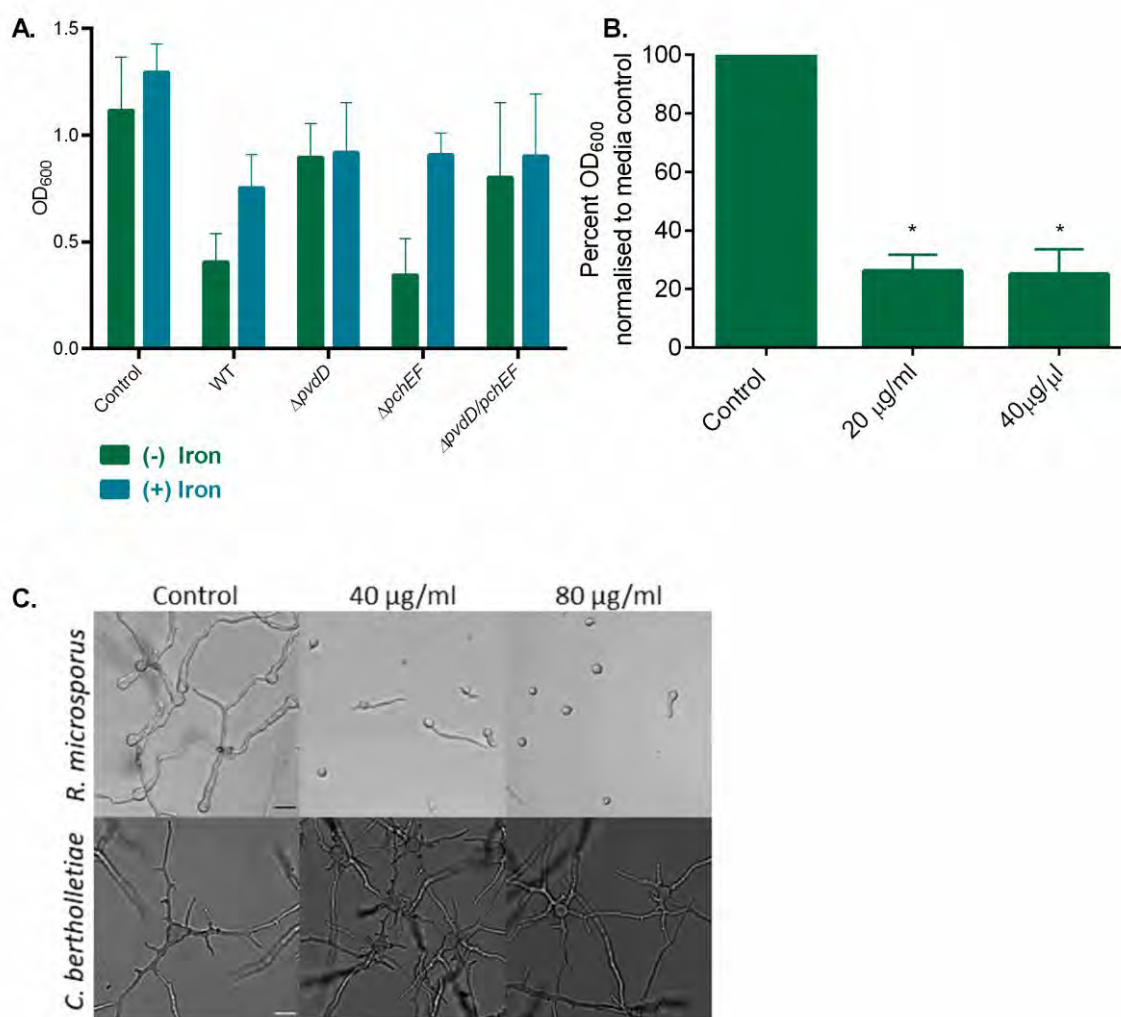 A.
1.5
1.0
0.5
0.0
OD600
Control
WT
ΔpvdD
ΔpchEF
ΔpvdD/pchEF
(-) Iron
(+) Iron
B.
100
80
60
40
20
0
Percent OD600
normalised to media control
*
*
Control
20 µg/ml
40µg/µl
C.
Control 40 µg/ml 80 µg/ml
R. microsporus
C. bertholletiae